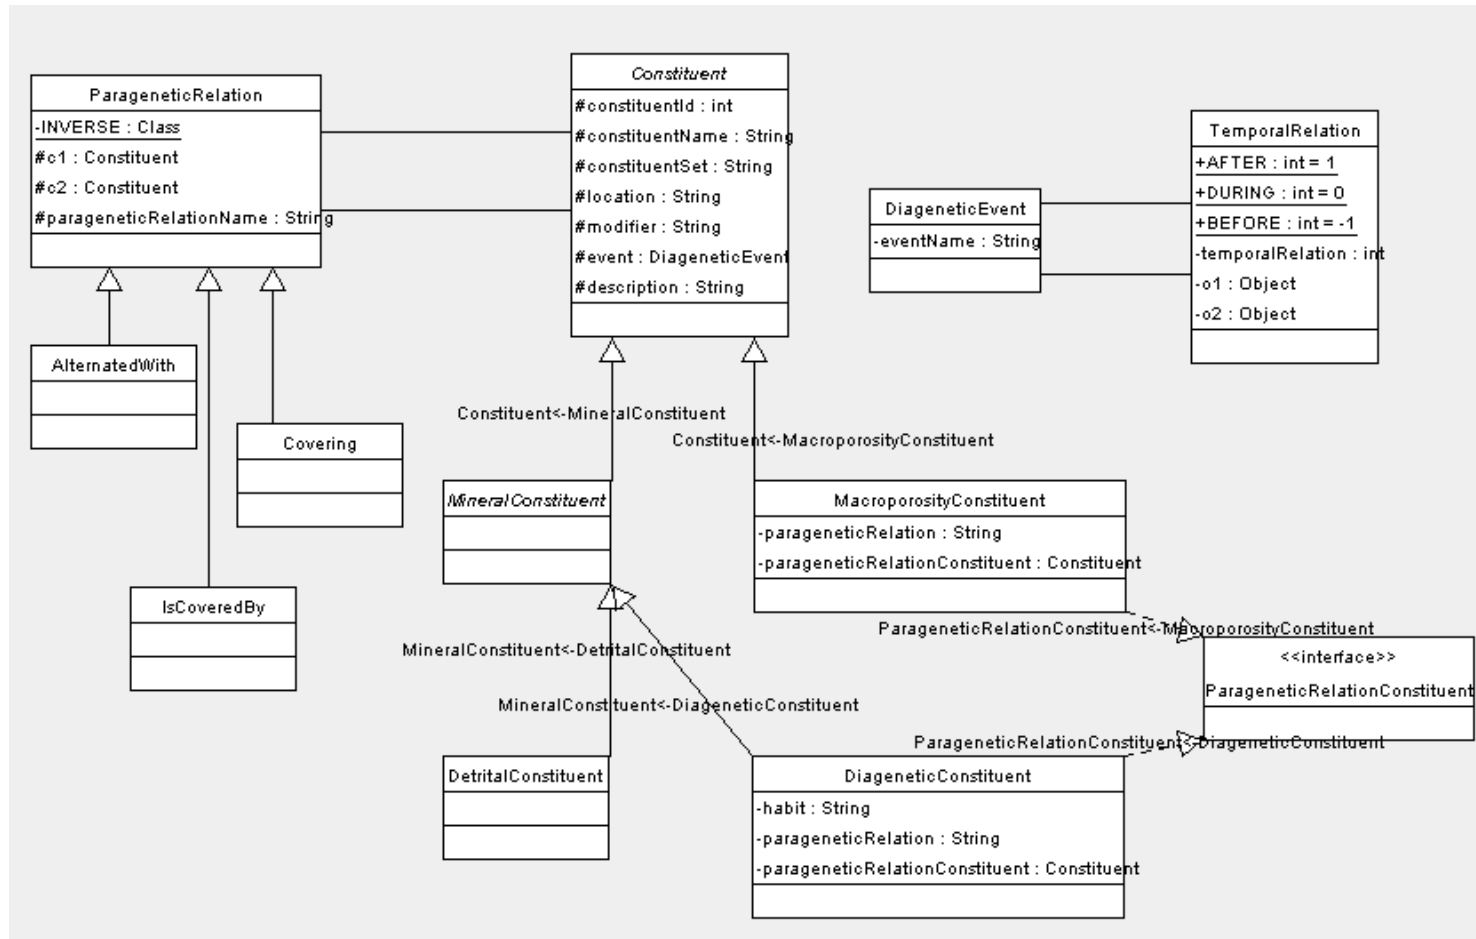 ParageneticRelation
-INVERSE : Class
#c1 : Constituent
#c2 : Constituent
#parageneticRelationName : String
Constituent
#constituentId : int
#constituentName : String
#constituentSet : String
#location : String
#modifier : String
#event : DiageneticEvent
#description : String
DiageneticEvent
-eventName : String
TemporalRelation
+AFTER : int = 1
+DURING : int = 0
+BEFORE : int = -1
-temporalRelation : int
-o1 : Object
-o2 : Object
AlternatedWith
Covering
IsCoveredBy
Constituent<-MineralConstituent
Constituent<-MacroporosityConstituent
MineralConstituent
MacroporosityConstituent
-parageneticRelation : String
-parageneticRelationConstituent : Constituent
ParageneticRelationConstituent<-MacroporosityConstituent
<<interface>>
ParageneticRelationConstituent
MineralConstituent<-DetritalConstituent
MineralConstituent<-DiageneticConstituent
ParageneticRelationConstituent<-DiageneticConstituent
DetritalConstituent
DiageneticConstituent
-habit : String
-parageneticRelation : String
-parageneticRelationConstituent : Constituent